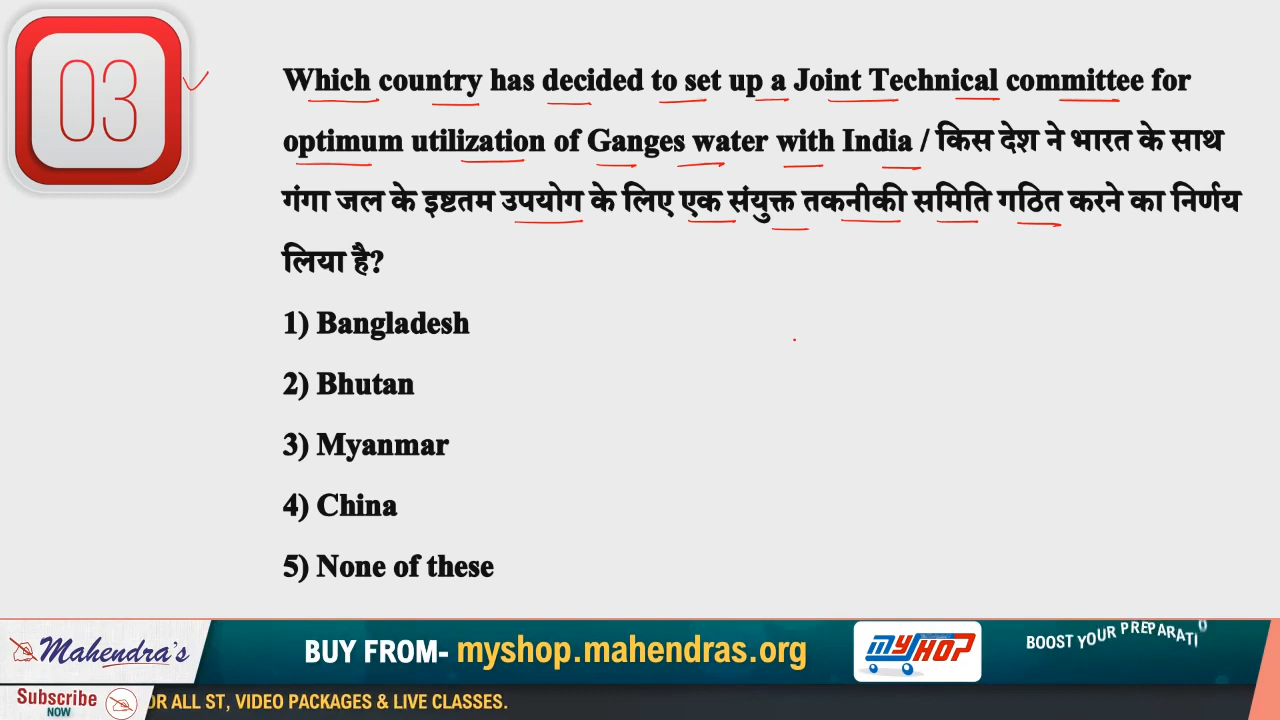 03
Which country has decided to set up a Joint Technical committee for
optimum utilization of Ganges water with India / किस देश ने भारत के साथ
गंगा जल के इष्टतम उपयोग के लिए एक संयुक्त तकनीकी समिति गठित करने का निर्णय
लिया है?
1) Bangladesh
2) Bhutan
3) Myanmar
4) China
5) None of these
Mahendra's
BUY FROM- myshop.mahendras.org
MYSHOP
BOOST YOUR PREPARATI
Subscribe
NOW
OR ALL ST, VIDEO PACKAGES & LIVE CLASSES.